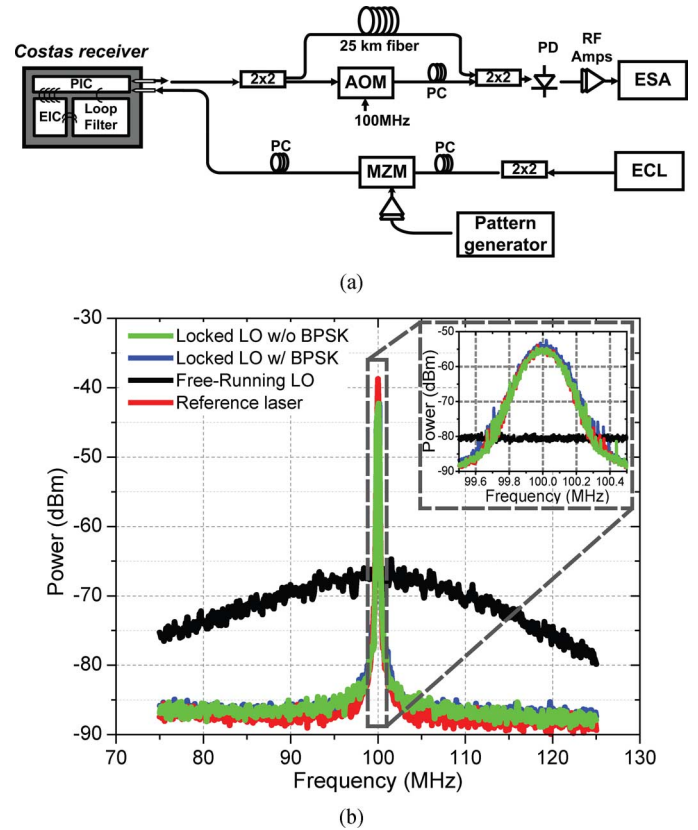 Costas receiver
PIC
EIC
Loop
Filter
2x2
25 km fiber
AOM
100MHz
PC
2x2
PD
RF
Amps
ESA
PC
MZM
PC
2x2
ECL
Pattern
generator
(a)
Power (dBm)
-30
-40
-50
-60
-70
-80
-90
Locked LO w/o BPSK
Locked LO w/ BPSK
Free-Running LO
Reference laser
Power (dBm)
-50
-60
-70
-80
-90
99.6 99.8 100.0 100.2 100.4
Frequency (MHz)
70 80 90 100 110 120 130
Frequency (MHz)
(b)